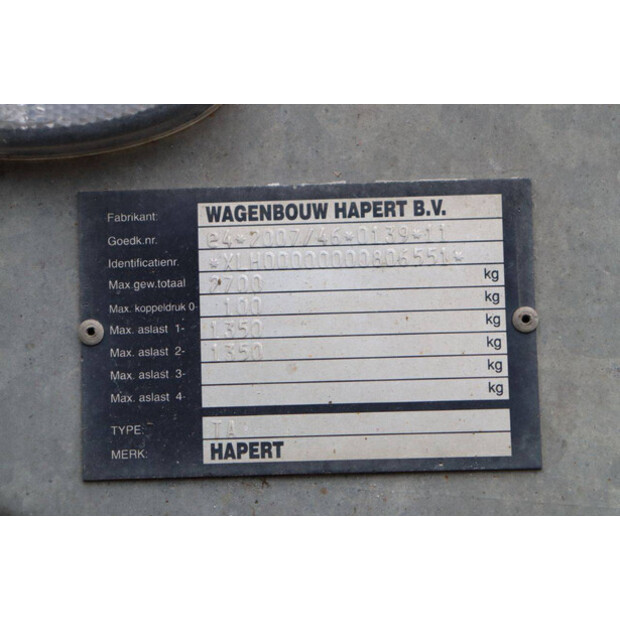 Fabrikant: WAGENBOUW HAPERT B.V.
Goedk.nr. e4*2007/46*0139*11
Identificatienr. *XLH00000000806551*
Max.gew.totaal 2700 kg
Max. koppeldruk 0- 100 kg
Max. aslast 1- 1350 kg
Max. aslast 2- 1350 kg
Max. aslast 3- kg
Max. aslast 4- kg
TYPE: TA
MERK: HAPERT